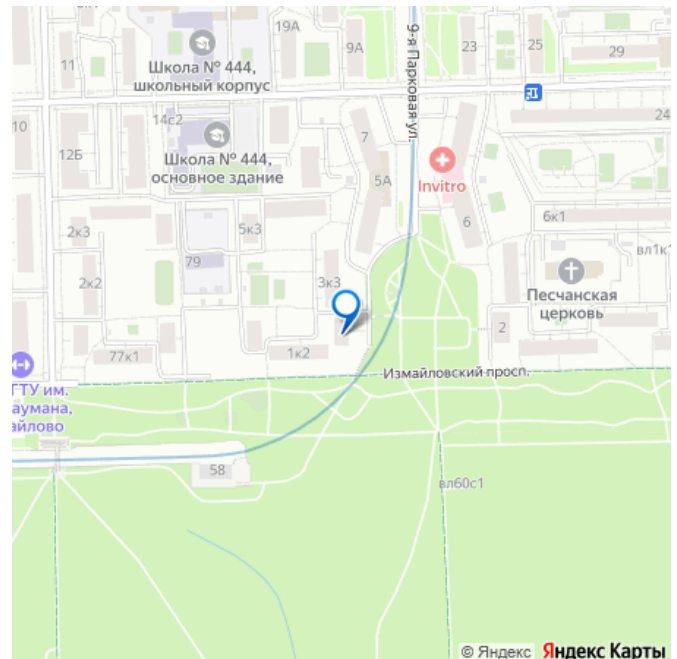 19А
9А
23
25
29
11
Школа № 444,
школьный корпус
9-я Парковая ул.
10
14с2
24
12Б
Школа № 444,
основное здание
7
5А
Invitro
6
6к1
2к3
5к3
79
вл1к1
2к2
3к3
Песчанская
церковь
2
77к1
1к2
Измайловский просп.
ГТУ им.
аумана,
айлово
58
вл60с1
© Яндекс Яндекс Карты